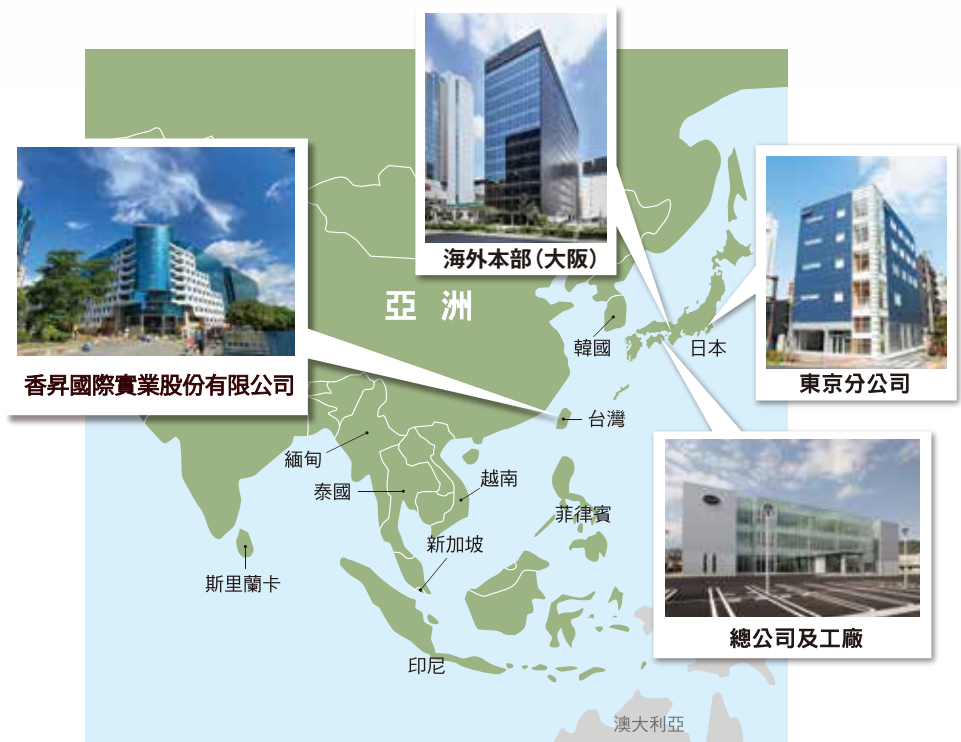 海外本部(大阪)
亞洲
香昇國際實業股份有限公司
韓國
日本
東京分公司
台灣
緬甸
泰國
越南
菲律賓
新加坡
斯里蘭卡
總公司及工廠
印尼
澳大利亞